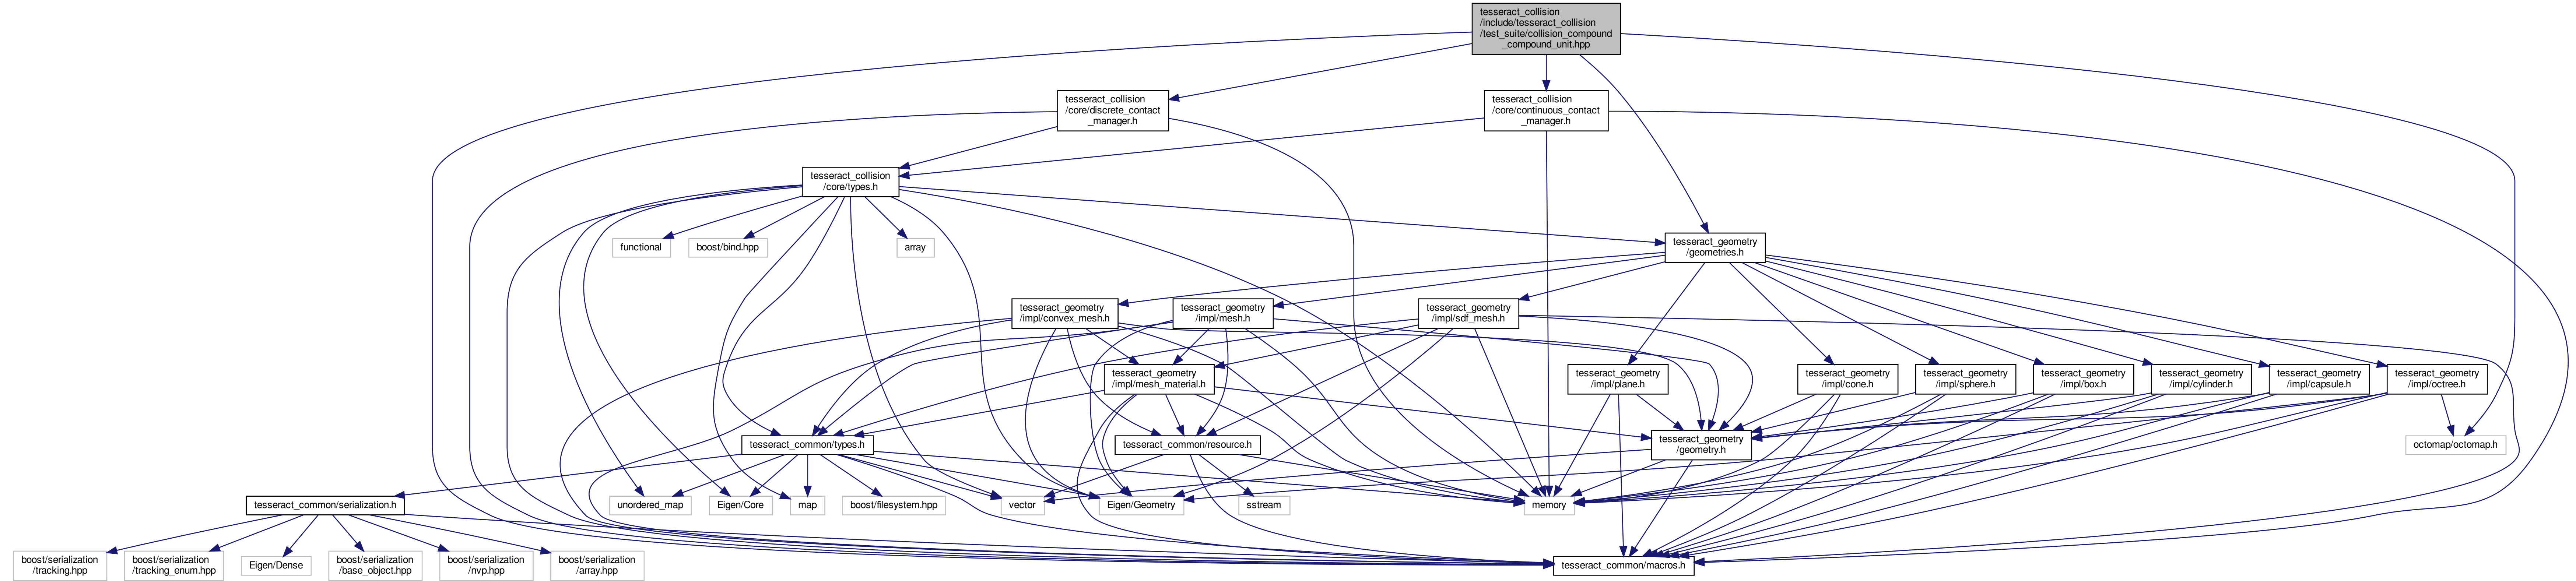 tesseract_collision
/include/tesseract_collision
/test_suite/collision_compound
_compound_unit.hpp
tesseract_collision
/core/discrete_contact
_manager.h
tesseract_collision
/core/continuous_contact
_manager.h
tesseract_collision
/core/types.h
functional
boost/bind.hpp
array
tesseract_geometry
/geometries.h
tesseract_geometry
/impl/convex_mesh.h
tesseract_geometry
/impl/mesh.h
tesseract_geometry
/impl/sdf_mesh.h
tesseract_geometry
/impl/mesh_material.h
tesseract_geometry
/impl/plane.h
tesseract_geometry
/impl/cone.h
tesseract_geometry
/impl/sphere.h
tesseract_geometry
/impl/box.h
tesseract_geometry
/impl/cylinder.h
tesseract_geometry
/impl/capsule.h
tesseract_geometry
/impl/octree.h
tesseract_common/types.h
tesseract_common/resource.h
tesseract_geometry
/geometry.h
octomap/octomap.h
tesseract_common/serialization.h
unordered_map
Eigen/Core
map
boost/filesystem.hpp
vector
Eigen/Geometry
sstream
memory
boost/serialization
/tracking.hpp
boost/serialization
/tracking_enum.hpp
Eigen/Dense
boost/serialization
/base_object.hpp
boost/serialization
/nvp.hpp
boost/serialization
/array.hpp
tesseract_common/macros.h